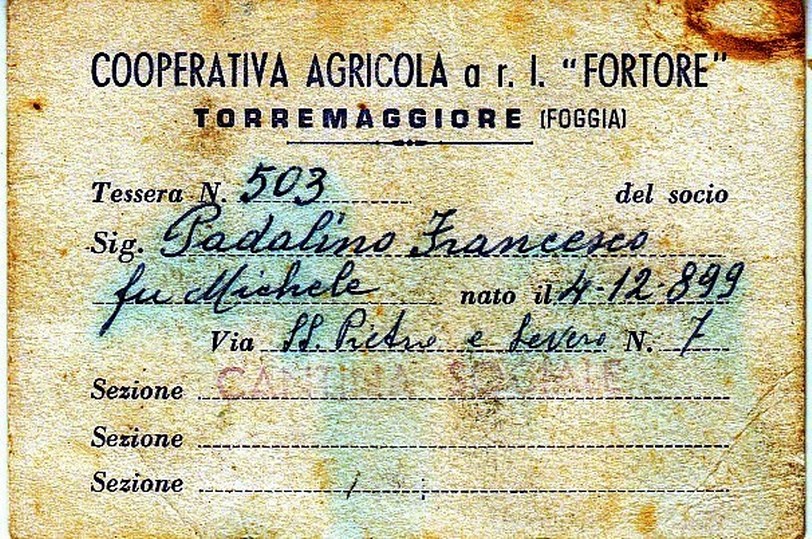 COOPERATIVA AGRICOLA a r. l. "FORTORE"
TORREMAGGIORE (FOGGIA)
Tessera N. 503 del socio
Sig. Padalino Francesco
fu Michele nato il 4-12-899
Via SS. Pietro e Severo N. 7
Sezione CANTINA SOCIALE
Sezione
Sezione